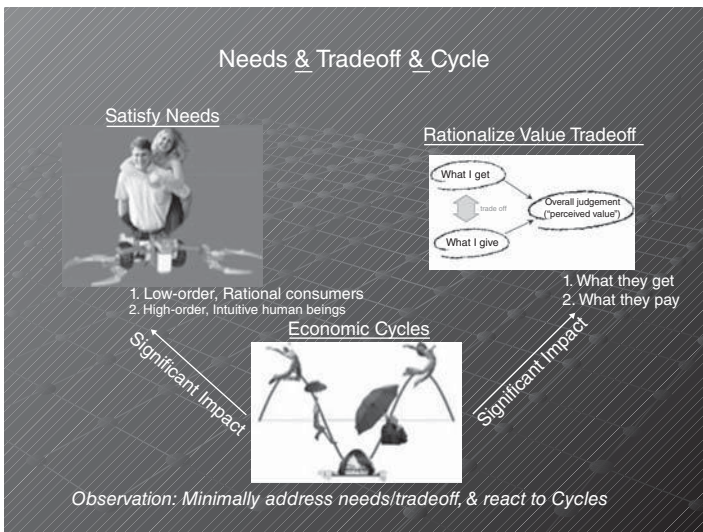 Needs & Tradeoff & Cycle
Satisfy Needs
Rationalize Value Tradeoff
What I get
trade off
Overall judgement
("perceived value")
What I give
1. Low-order, Rational consumers
2. High-order, Intuitive human beings
1. What they get
2. What they pay
Economic Cycles
Significant Impact
Significant Impact
Observation: Minimally address needs/tradeoff, & react to Cycles